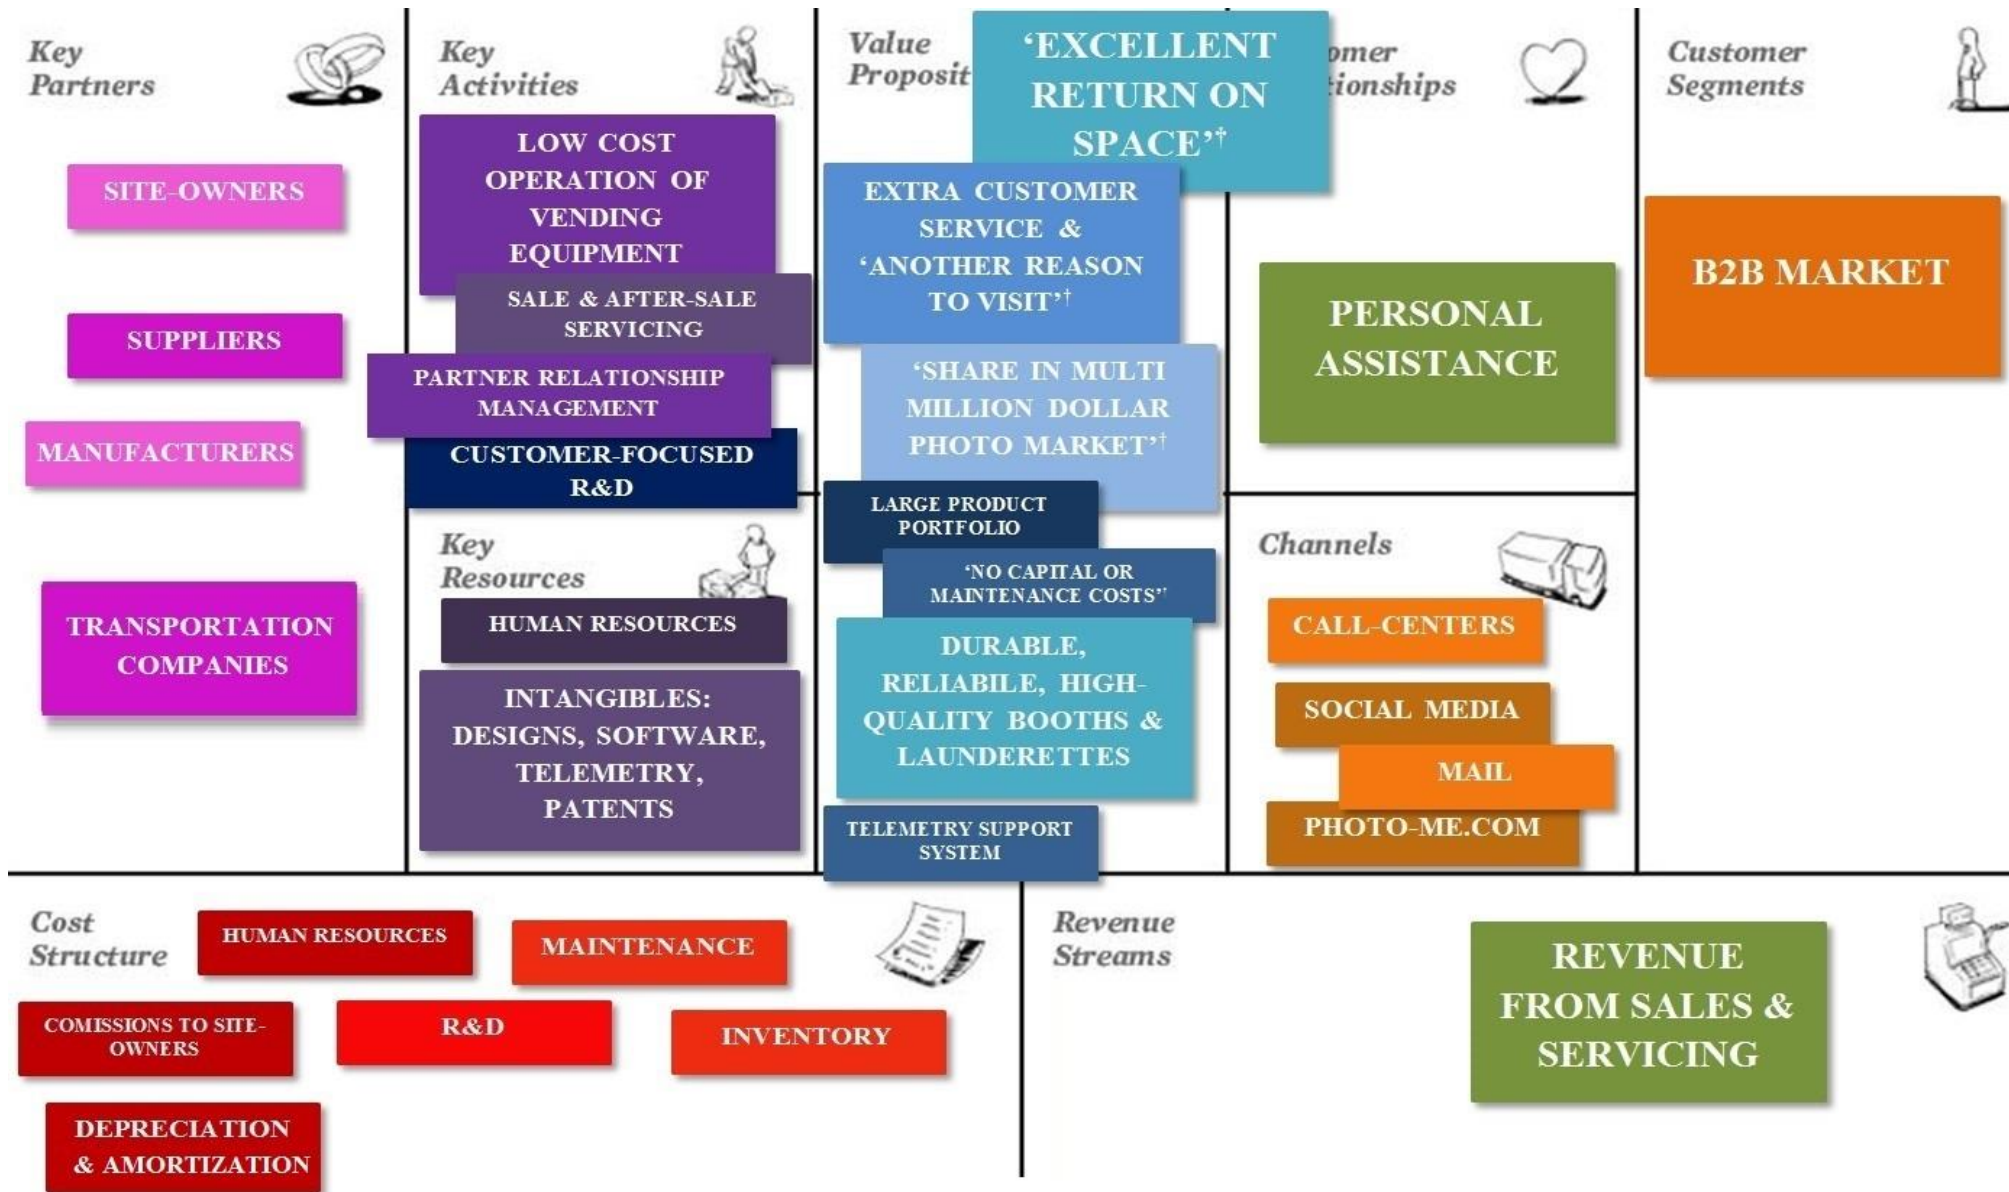 Key
Partners
SITE-OWNERS
SUPPLIERS
MANUFACTURERS
TRANSPORTATION
COMPANIES
Key
Activities
LOW COST
OPERATION OF
VENDING
EQUIPMENT
SALE & AFTER-SALE
SERVICING
PARTNER RELATIONSHIP
MANAGEMENT
CUSTOMER-FOCUSED
R&D
Key
Resources
HUMAN RESOURCES
INTANGIBLES:
DESIGNS, SOFTWARE,
TELEMETRY,
PATENTS
Value
Proposit
‘EXCELLENT
RETURN ON
SPACE’†
EXTRA CUSTOMER
SERVICE &
‘ANOTHER REASON
TO VISIT’†
‘SHARE IN MULTI
MILLION DOLLAR
PHOTO MARKET’†
LARGE PRODUCT
PORTFOLIO
‘NO CAPITAL OR
MAINTENANCE COSTS’'
DURABLE,
RELIABILE, HIGH-
QUALITY BOOTHS &
LAUNDERETTES
TELEMETRY SUPPORT
SYSTEM
omer
tionships
PERSONAL
ASSISTANCE
Channels
CALL-CENTERS
SOCIAL MEDIA
MAIL
PHOTO-ME.COM
Customer
Segments
B2B MARKET
Cost
Structure
HUMAN RESOURCES
MAINTENANCE
COMISSIONS TO SITE-
OWNERS
R&D
INVENTORY
DEPRECIATION
& AMORTIZATION
Revenue
Streams
REVENUE
FROM SALES &
SERVICING